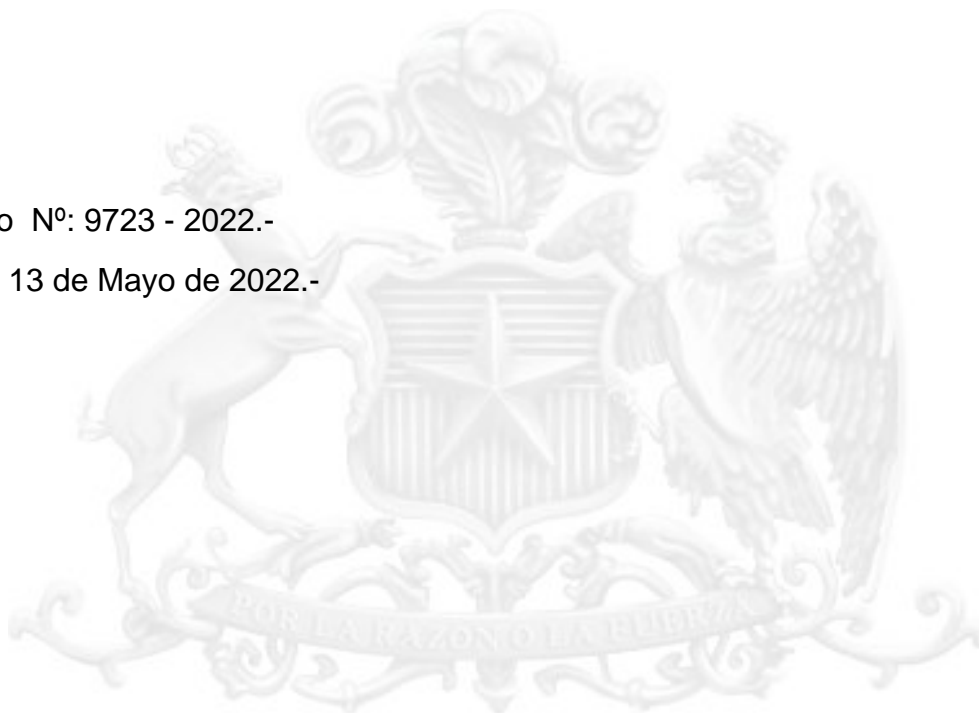 o Nº: 9723 - 2022.-
13 de Mayo de 2022.-
POR LA RAZON O LA FUERZA